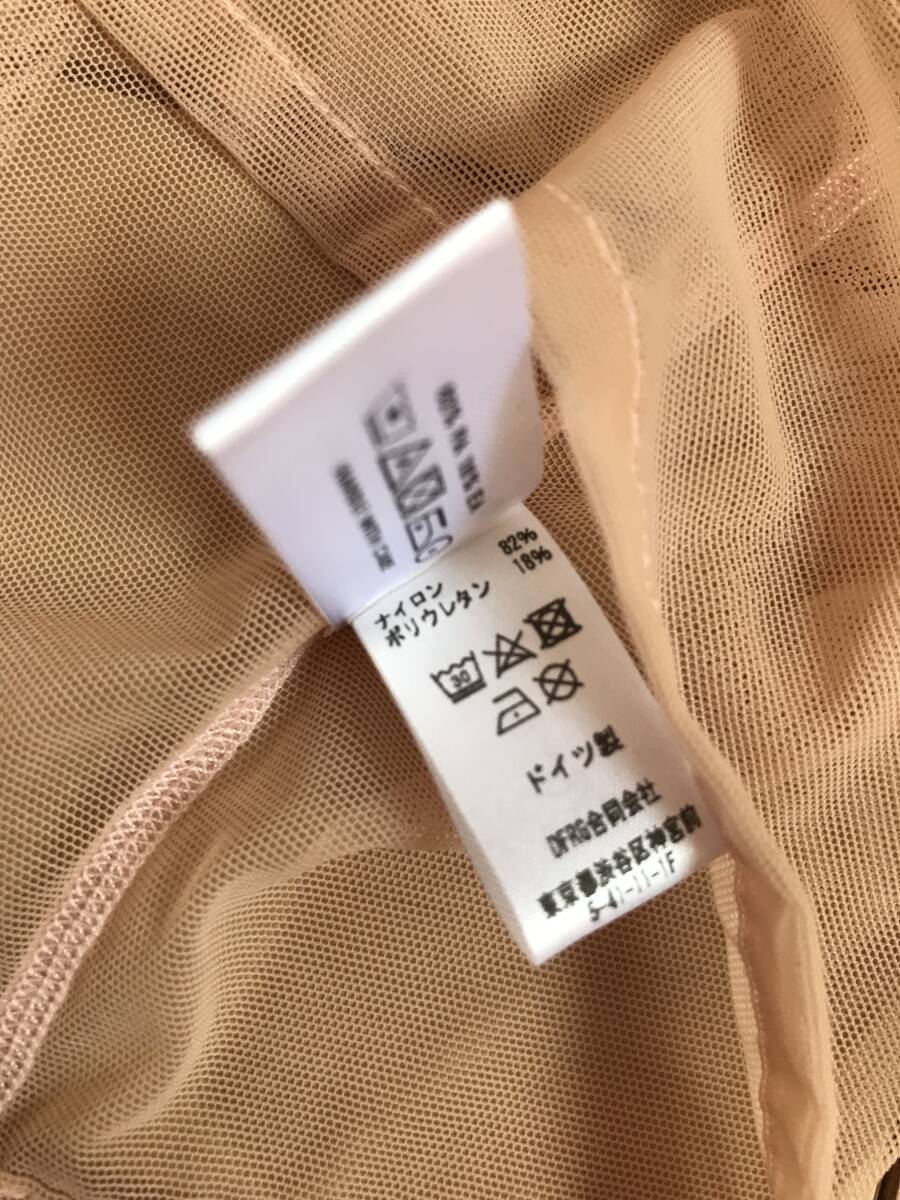 ナイロン 82%
ポリウレタン 18%
30
ドイツ製
DFRG合同会社
東京都渋谷区神宮前
5-41-11-1F